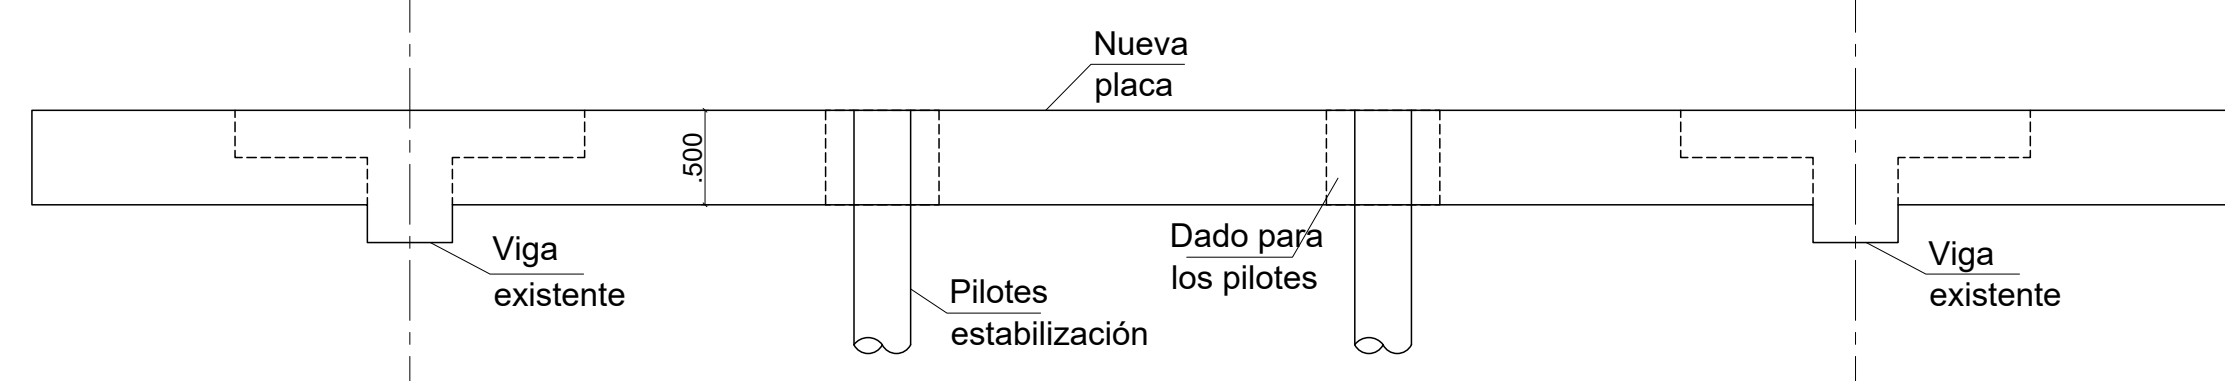 Nueva
placa
.500
Viga
existente
Pilotes
estabilización
Dado para
los pilotes
Viga
existente